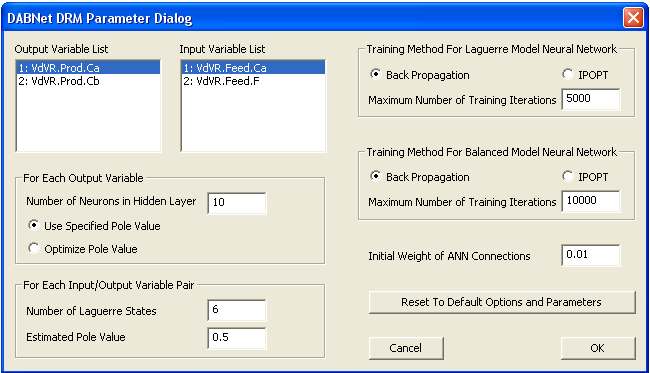 DABNet DRM Parameter Dialog
Output Variable List
1: VdVR.Prod.Ca
2: VdVR.Prod.Cb
Input Variable List
1: VdVR.Feed.Ca
2: VdVR.Feed.F
For Each Output Variable
Number of Neurons in Hidden Layer 10
Use Specified Pole Value
Optimize Pole Value
For Each Input/Output Variable Pair
Number of Laguerre States 6
Estimated Pole Value 0.5
Training Method For Laguerre Model Neural Network
Back Propagation IPOPT
Maximum Number of Training Iterations 5000
Training Method For Balanced Model Neural Network
Back Propagation IPOPT
Maximum Number of Training Iterations 10000
Initial Weight of ANN Connections 0.01
Reset To Default Options and Parameters
Cancel OK